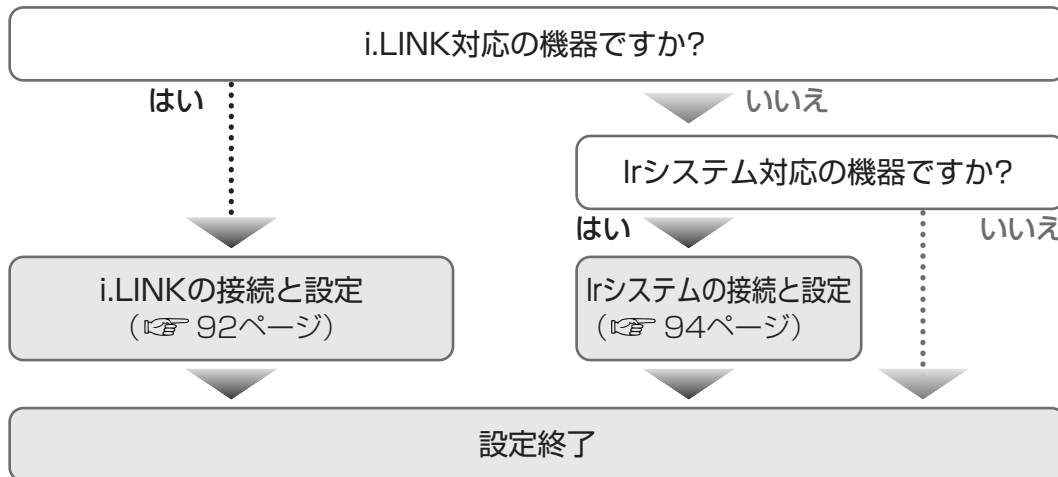 i.LINK対応の機器ですか?
はい
いいえ
Irシステム対応の機器ですか?
はい
いいえ
i.LINKの接続と設定
(☞ 92ページ)
Irシステムの接続と設定
(☞ 94ページ)
設定終了